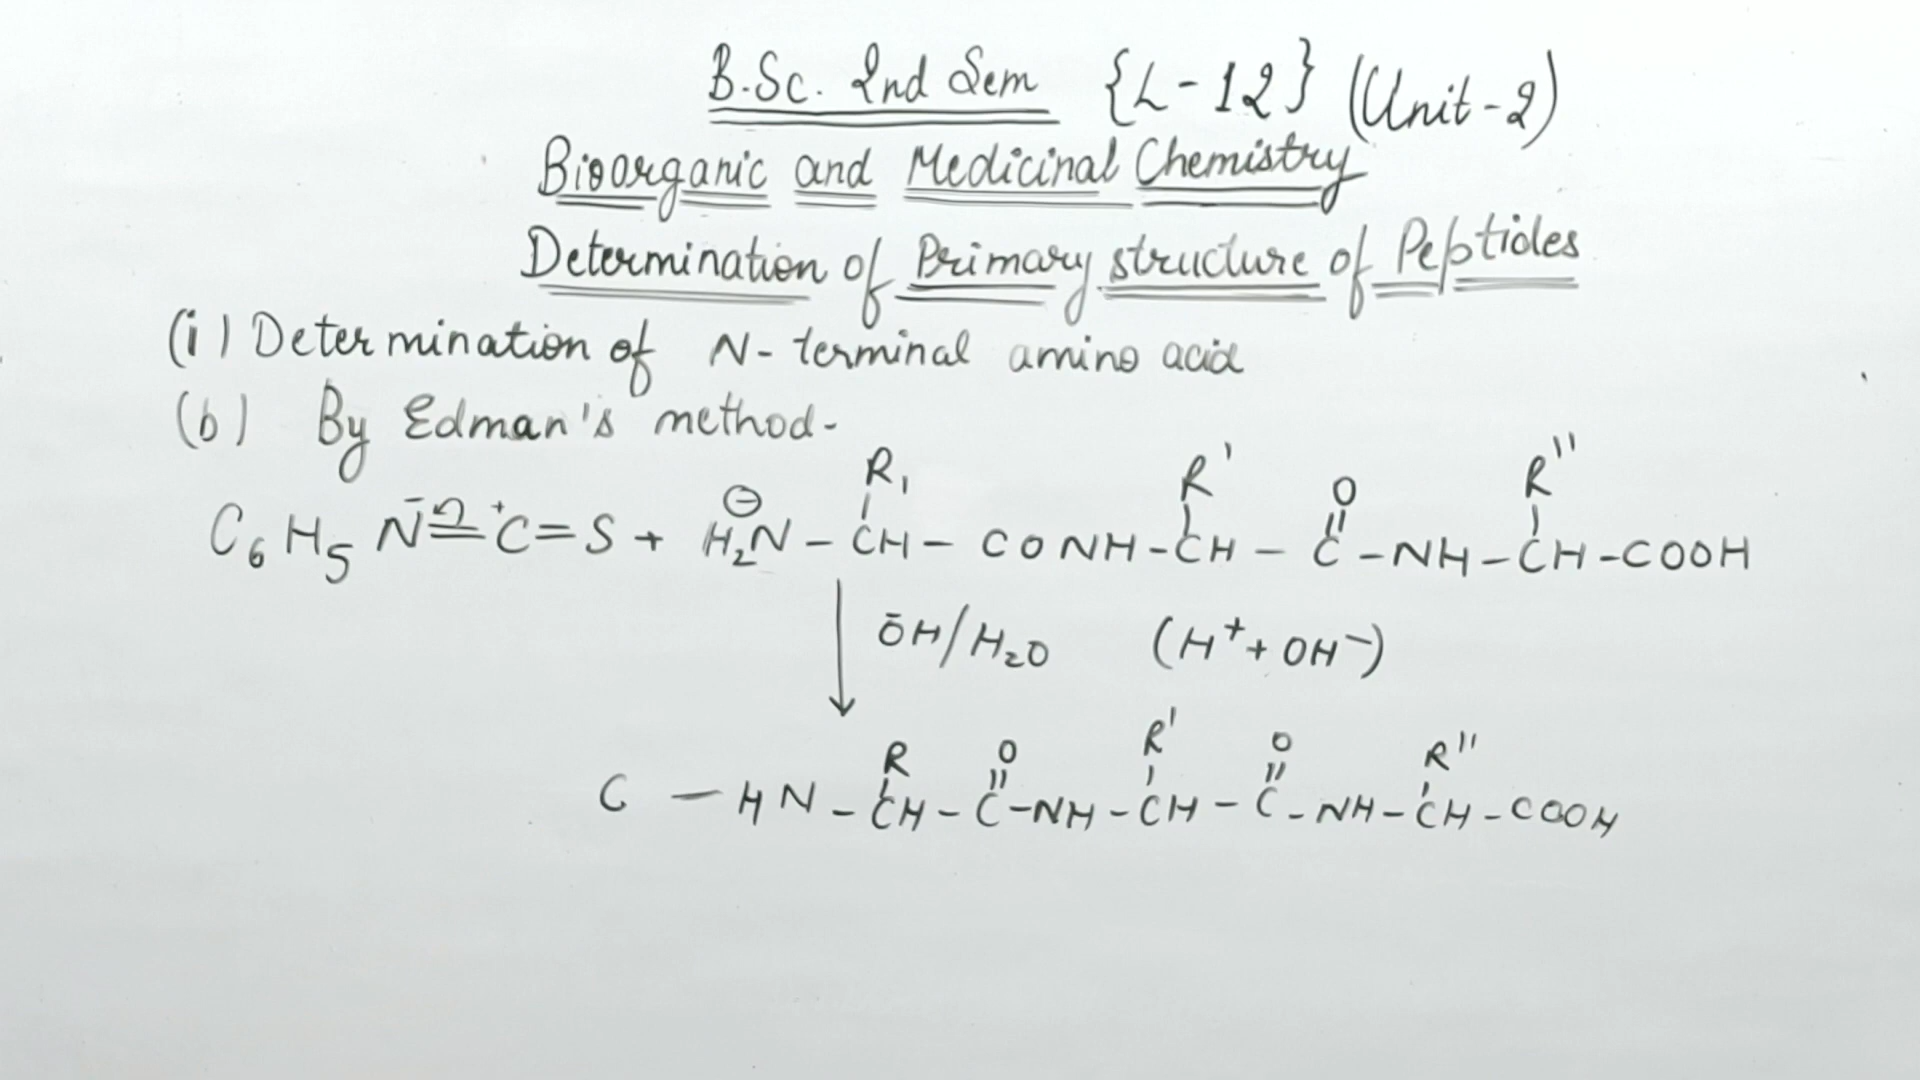 B.Sc. 2nd Sem {L-12} (Unit-2)
Bioorganic and Medicinal Chemistry
Determination of Primary structure of Peptides
(i) Determination of N-terminal amino acid
(b) By Edman's method-
R₁ R' O R''
C₆H₅N̄=⁺C=S + H₂N⊖-CH-CONH-CH-C-NH-CH-COOH
ŌH/H₂O (H⁺+OH⁻)
R O R' O R''
C-HN-CH-C-NH-CH-C-NH-CH-COOH